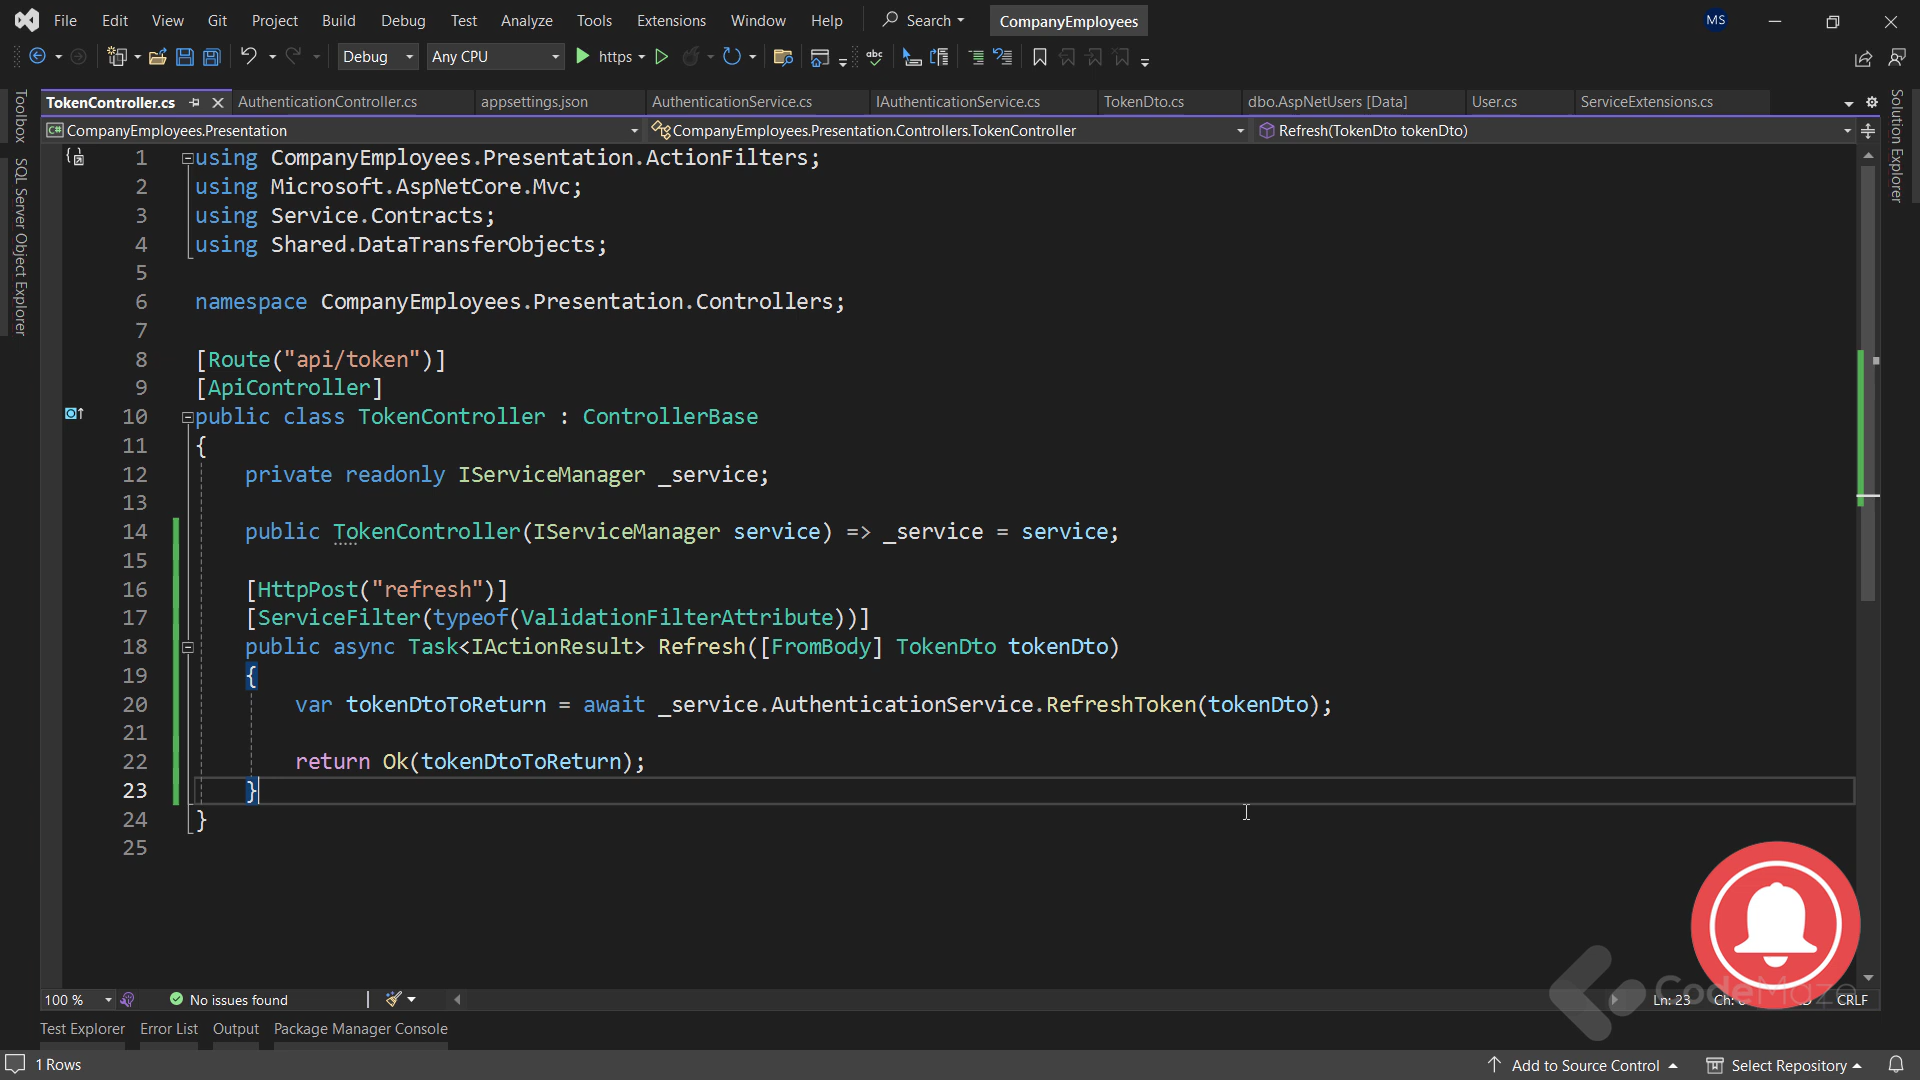 File Edit View Git Project Build Debug Test Analyze Tools Extensions Window Help Search CompanyEmployees MS
Debug Any CPU https
TokenController.cs AuthenticationController.cs appsettings.json AuthenticationService.cs IAuthenticationService.cs TokenDto.cs dbo.AspNetUsers [Data] User.cs ServiceExtensions.cs
C# CompanyEmployees.Presentation CompanyEmployees.Presentation.Controllers.TokenController Refresh(TokenDto tokenDto)
Toolbox
SQL Server Object Explorer
Solution Explorer
1 using CompanyEmployees.Presentation.ActionFilters;
2 using Microsoft.AspNetCore.Mvc;
3 using Service.Contracts;
4 using Shared.DataTransferObjects;
5
6 namespace CompanyEmployees.Presentation.Controllers;
7
8 [Route("api/token")]
9 [ApiController]
10 public class TokenController : ControllerBase
11 {
12 private readonly IServiceManager _service;
13
14 public TokenController(IServiceManager service) => _service = service;
15
16 [HttpPost("refresh")]
17 [ServiceFilter(typeof(ValidationFilterAttribute))]
18 public async Task<IActionResult> Refresh([FromBody] TokenDto tokenDto)
19 {
20 var tokenDtoToReturn = await _service.AuthenticationService.RefreshToken(tokenDto);
21
22 return Ok(tokenDtoToReturn);
23 }
24 }
25
100 % No issues found Ln: 23 CRLF
CodeMaze
Test Explorer Error List Output Package Manager Console
1 Rows Add to Source Control Select Repository